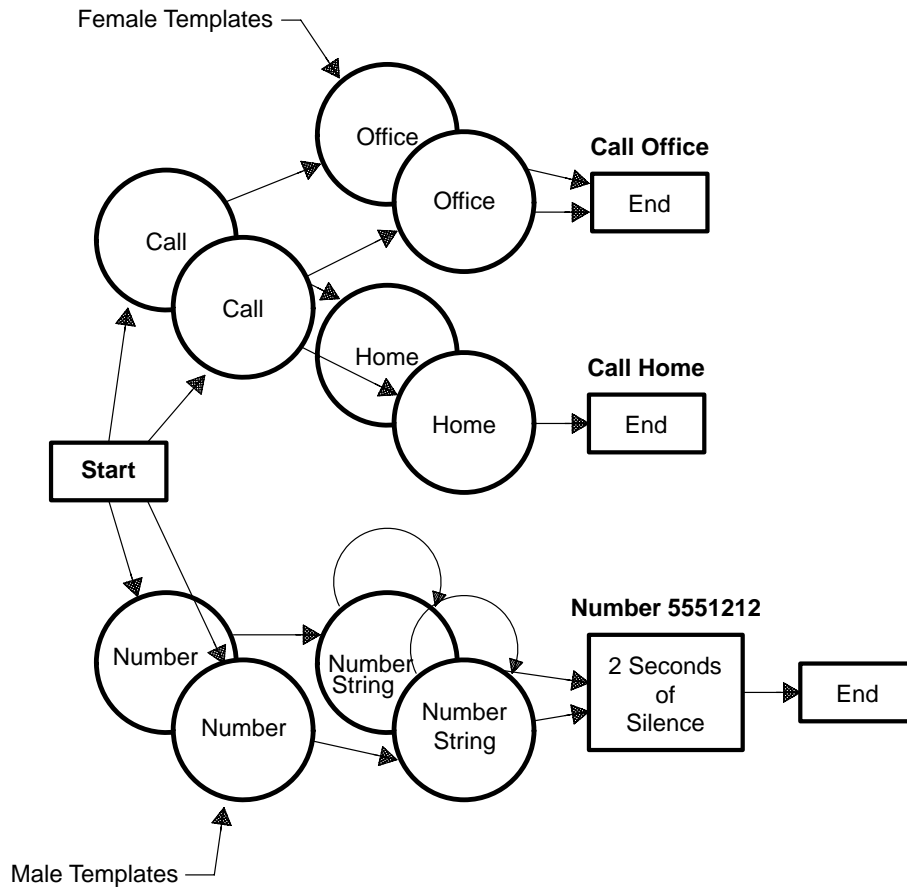 Female Templates
Office
Call Office
Office
End
Call
Call
Home
Call Home
Home
End
Start
Number 5551212
Number
Number
String
2 Seconds
of
Silence
End
Number
Number
String
Male Templates